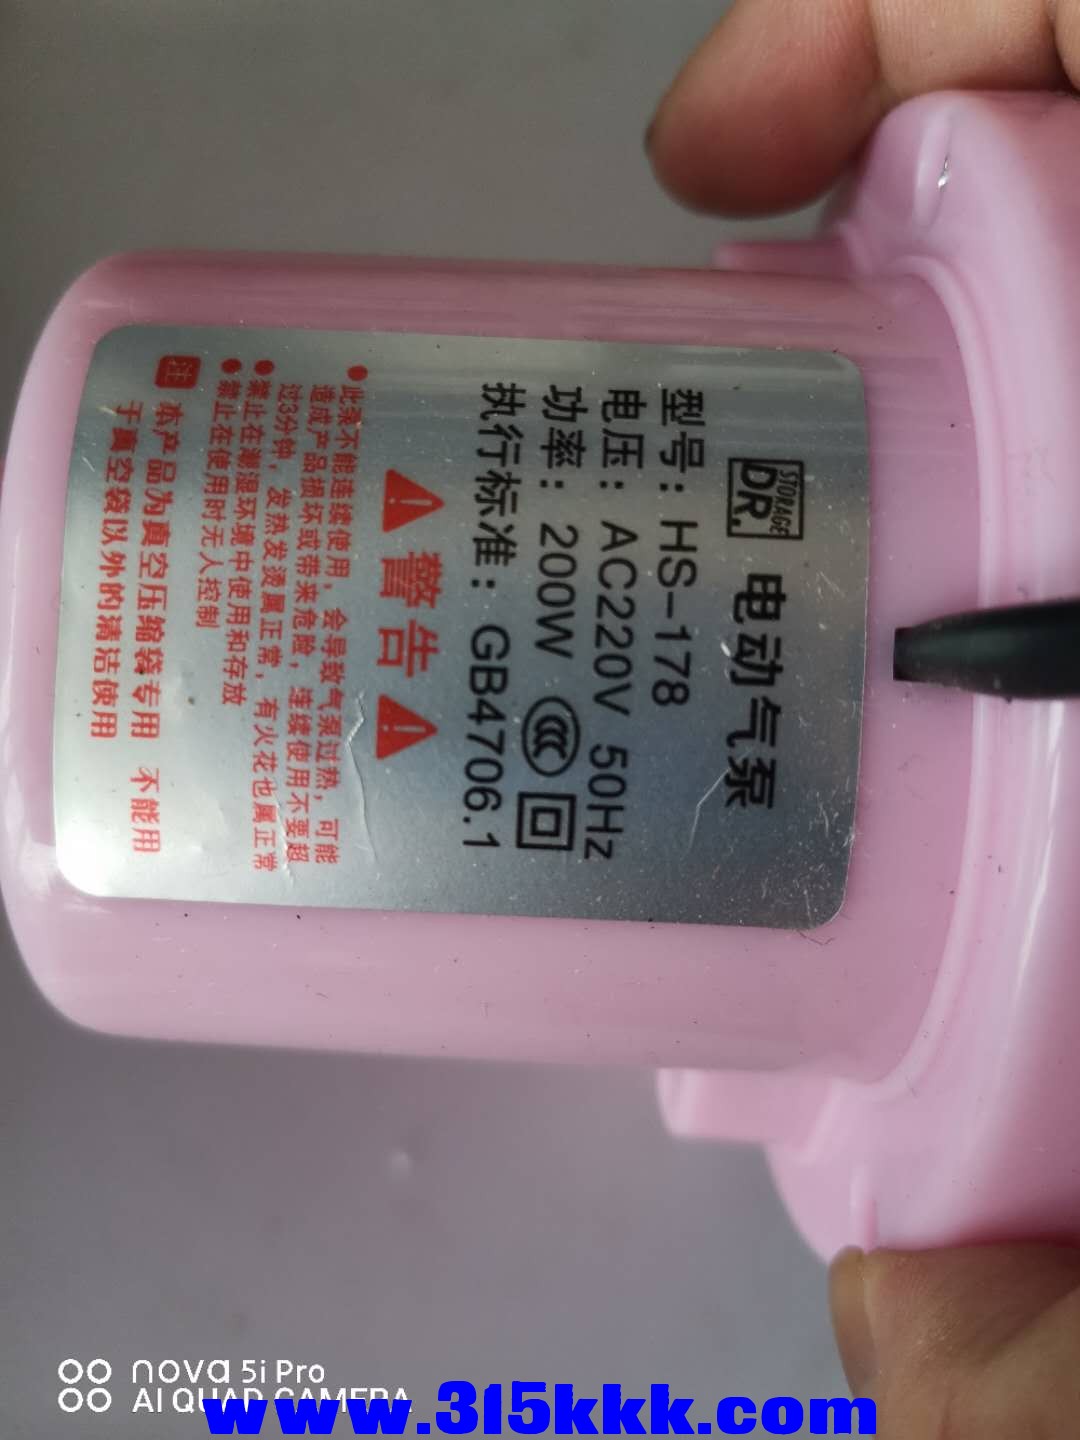 STORAGE
DR.
电动气泵
型号：HS-178
电压：AC220V 50Hz
功率：200W
执行标准：GB4706.1
警告
此泵不能连续使用，会导致气泵过热，可能
造成产品损坏或带来危险，连续使用不要超
过3分钟，发热发烫属正常，有火花也属正常
禁止在潮湿环境中使用和存放
禁止在使用时无人控制
注 本产品为真空压缩袋专用 不能用
于真空袋以外的清洁使用
nova 5i Pro
AI QUAD CAMERA
www.315kkk.com